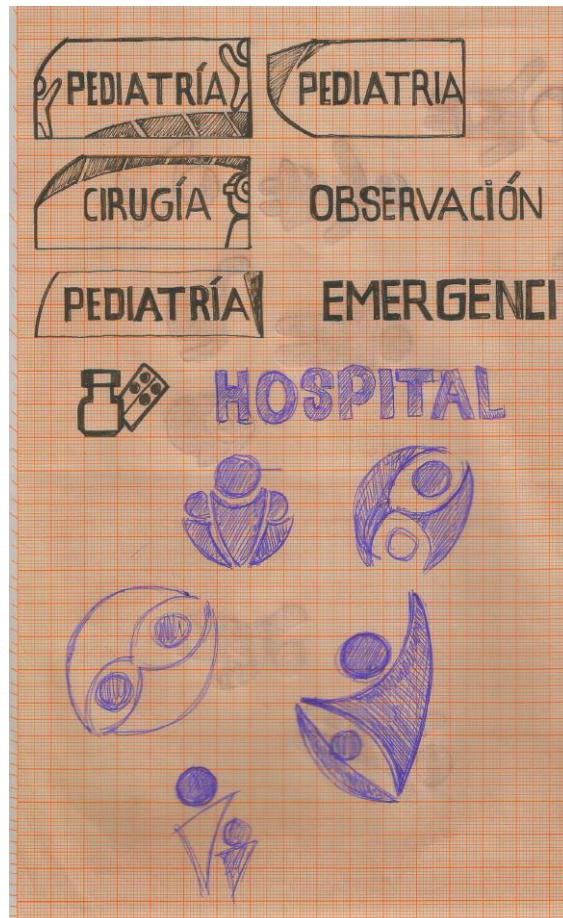 PEDIATRÍA PEDIATRIA
CIRUGÍA OBSERVACIÓN
PEDIATRÍA EMERGENCI
HOSPITAL